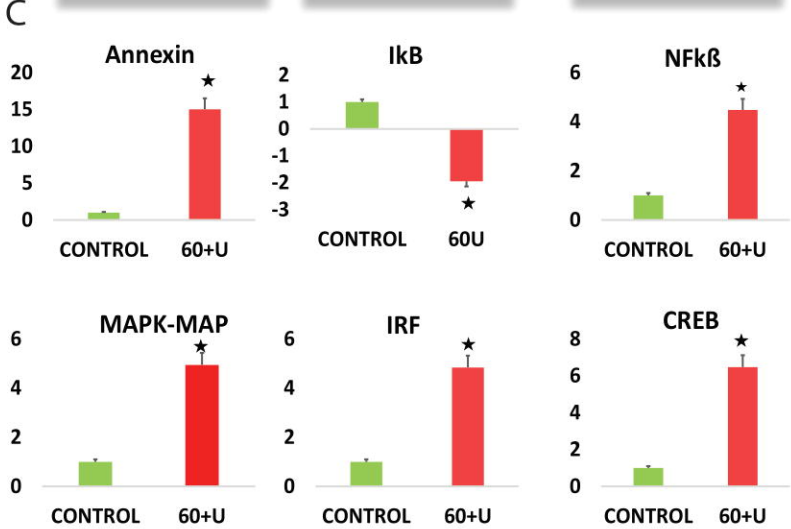 C
Annexin
20
15
10
5
0
CONTROL 60+U
IkB
2
1
0
-1
-2
-3
CONTROL 60U
NFkß
6
4
2
0
CONTROL 60+U
MAPK-MAP
6
4
2
0
CONTROL 60+U
IRF
6
4
2
0
CONTROL 60+U
CREB
8
6
4
2
0
CONTROL 60+U